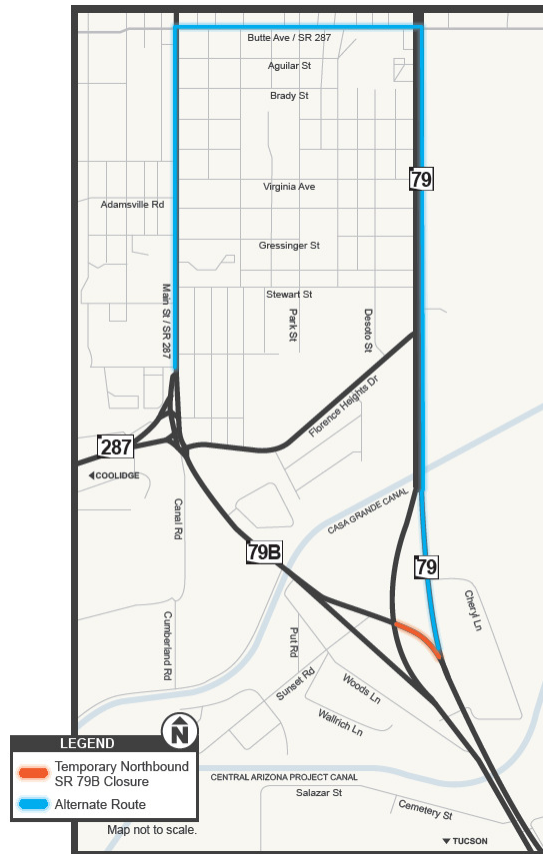 Butte Ave / SR 287
Aguilar St
Brady St
79
Virginia Ave
Adamsville Rd
Gressinger St
Stewart St
Main St / SR 287
Park St
Desoto St
Florence Heights Dr
287
COOLIDGE
CASA GRANDE CANAL
Canal Rd
79B
79
Cheryl Ln
Cumberland Rd
Put Rd
Sunset Rd
Woods Ln
Wallrich Ln
N
LEGEND
Temporary Northbound
SR 79B Closure
Alternate Route
CENTRAL ARIZONA PROJECT CANAL
Salazar St
Cemetery St
Map not to scale.
TUCSON